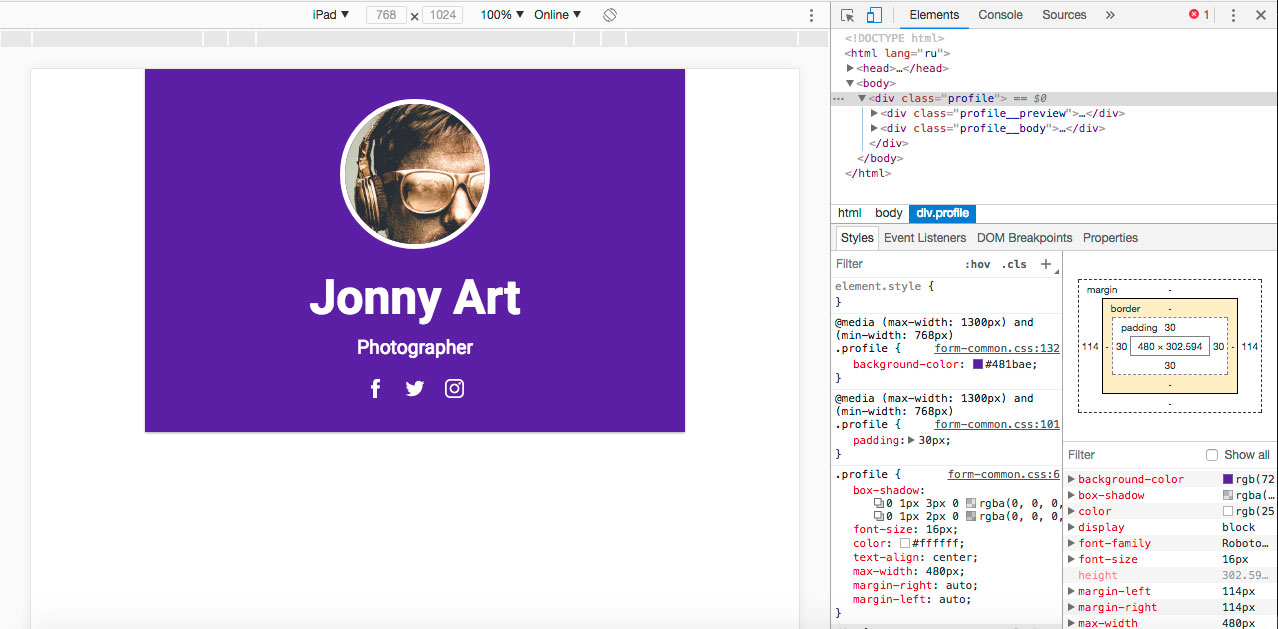 iPad ▼ 768 × 1024 100% ▼ Online ▼
Elements Console Sources » 1
<!DOCTYPE html>
<html lang="ru">
▶<head>…</head>
▼<body>
… ▼<div class="profile"> == $0
▶<div class="profile__preview">…</div>
▶<div class="profile__body">…</div>
</div>
</body>
</html>
Jonny Art
Photographer
html body div.profile
Styles Event Listeners DOM Breakpoints Properties
Filter :hov .cls +
element.style {
}
@media (max-width: 1300px) and
(min-width: 768px)
.profile { form-common.css:132
background-color: #481bae;
}
@media (max-width: 1300px) and
(min-width: 768px)
.profile { form-common.css:101
padding:▶30px;
}
.profile { form-common.css:6
box-shadow:
0 1px 3px 0 rgba(0, 0, 0,
0 1px 2px 0 rgba(0, 0, 0,
font-size: 16px;
color: #ffffff;
text-align: center;
max-width: 480px;
margin-right: auto;
margin-left: auto;
}
margin -
border -
padding 30
114 - 30 480 × 302.594 30 - 114
30
-
-
Filter Show all
▶background-color rgb(72
▶box-shadow rgba(…
▶color rgb(25
▶display block
▶font-family Roboto…
▶font-size 16px
height 302.59…
▶margin-left 114px
▶margin-right 114px
▶max-width 480px